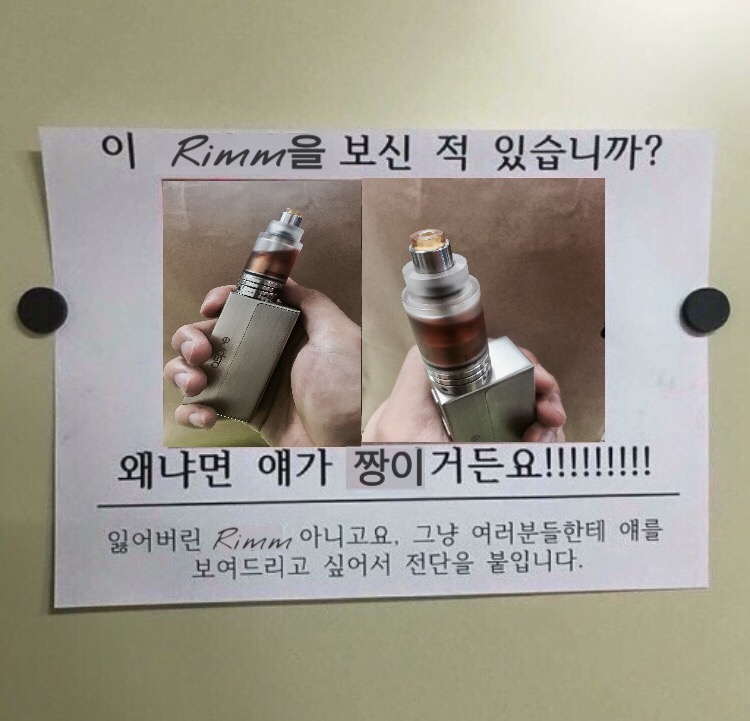 이 Rimm을 보신 적 있습니까?
aspire
왜냐면 얘가 짱이거든요!!!!!!!!!
잃어버린 Rimm 아니고요, 그냥 여러분들한테 얘를
보여드리고 싶어서 전단을 붙입니다.